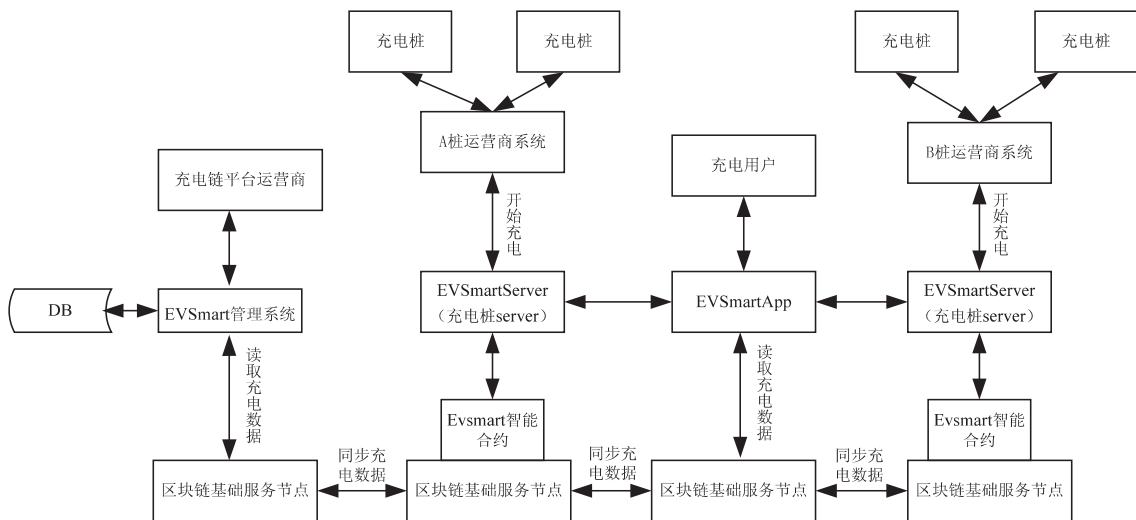 充电桩
充电桩
充电桩
充电桩
A桩运营商系统
B桩运营商系统
充电链平台运营商
充电用户
开始充电
开始充电
DB
EVSmart管理系统
EVSmartServer
（充电桩server）
EVSmartApp
EVSmartServer
（充电桩server）
读取充电数据
读取充电数据
Evsmart智能
合约
Evsmart智能
合约
同步充
电数据
同步充
电数据
同步充
电数据
区块链基础服务节点
区块链基础服务节点
区块链基础服务节点
区块链基础服务节点